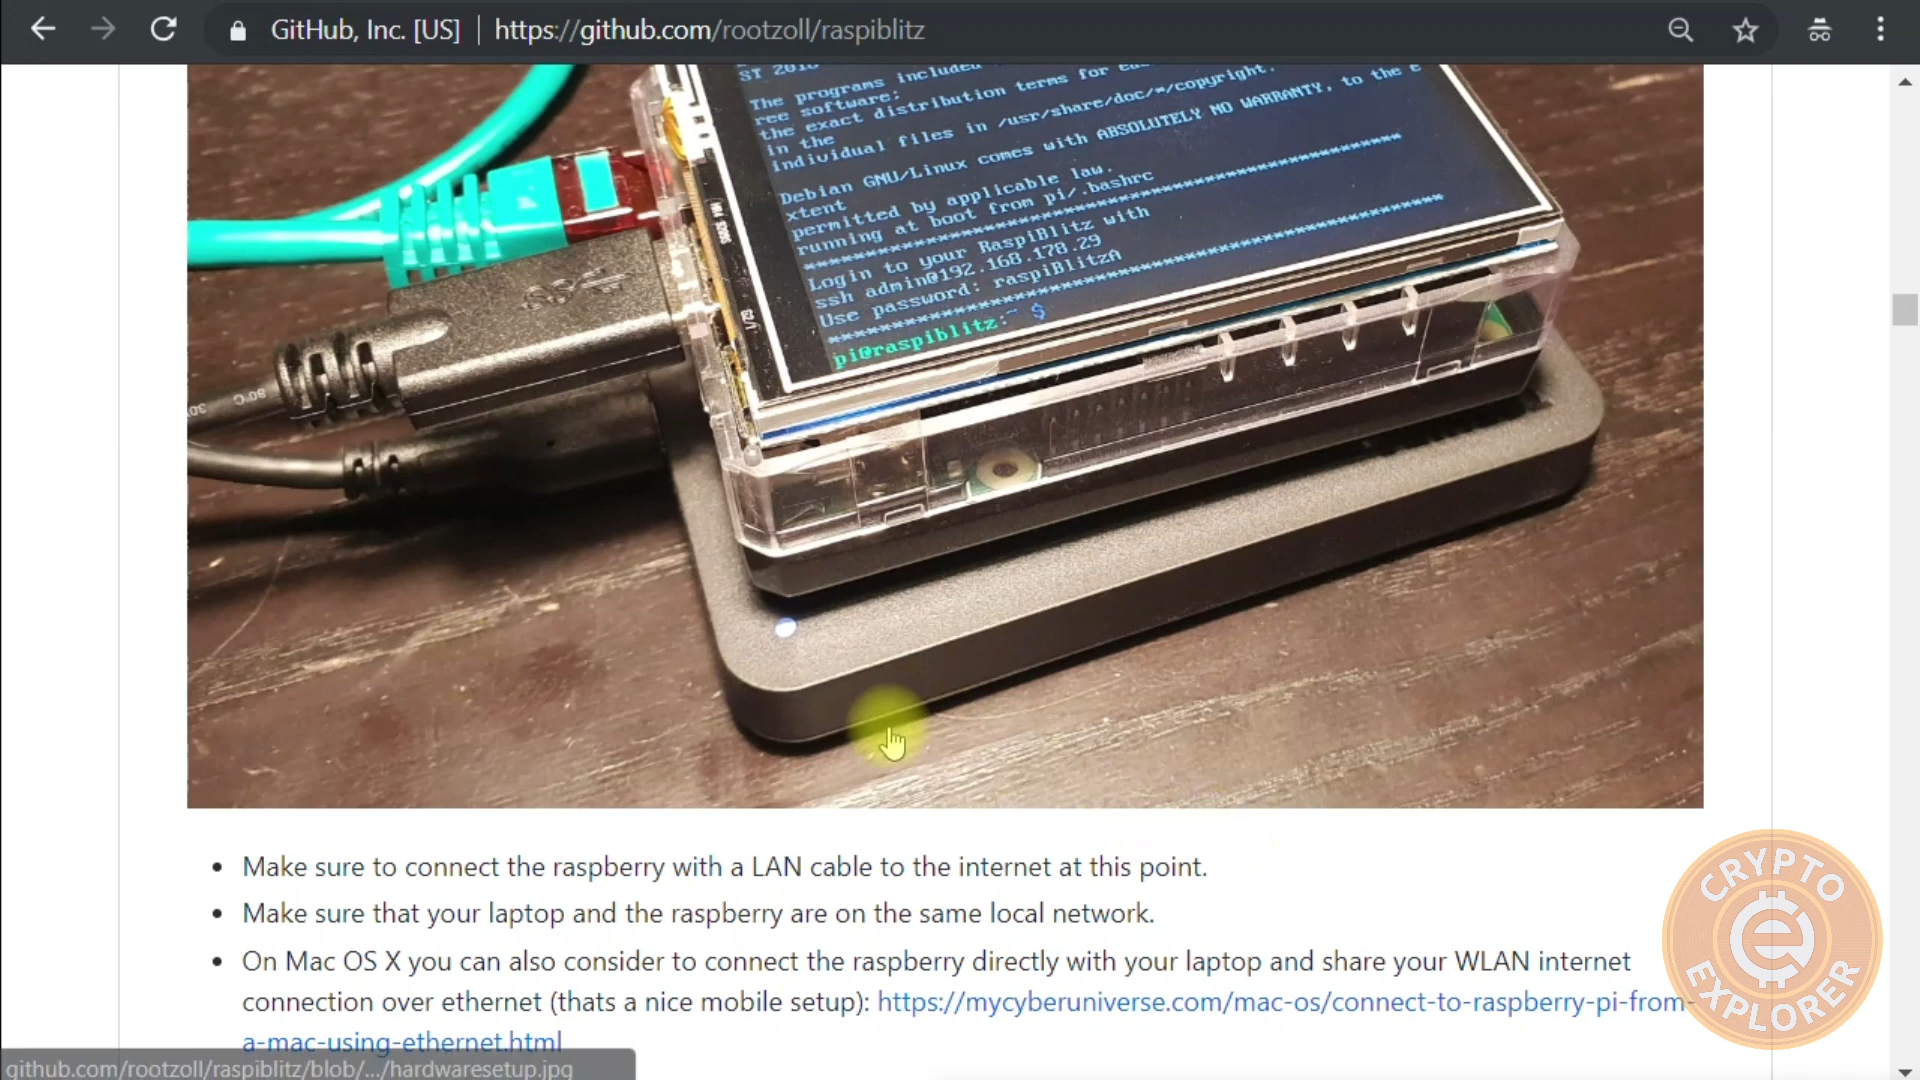 GitHub, Inc. [US]
https://github.com/rootzoll/raspiblitz
ST 2018
The programs included
ree software;
the exact distribution terms for ea
in the
individual files in /usr/share/doc/*/copyright.
Debian GNU/Linux comes with ABSOLUTELY NO WARRANTY, to the e
xtent
permitted by applicable law.
running at boot from pi/.bashrc
************************************************
Login to your RaspiBlitz with
ssh admin@192.168.178.29
Use password: raspiBlitzA
************************************************
pi@raspiblitz:~ $
80°C
• Make sure to connect the raspberry with a LAN cable to the internet at this point.
• Make sure that your laptop and the raspberry are on the same local network.
• On Mac OS X you can also consider to connect the raspberry directly with your laptop and share your WLAN internet
connection over ethernet (thats a nice mobile setup): https://mycyberuniverse.com/mac-os/connect-to-raspberry-pi-from-
a-mac-using-ethernet.html
CRYPTO
EXPLORER
github.com/rootzoll/raspiblitz/blob/.../hardwaresetup.jpg